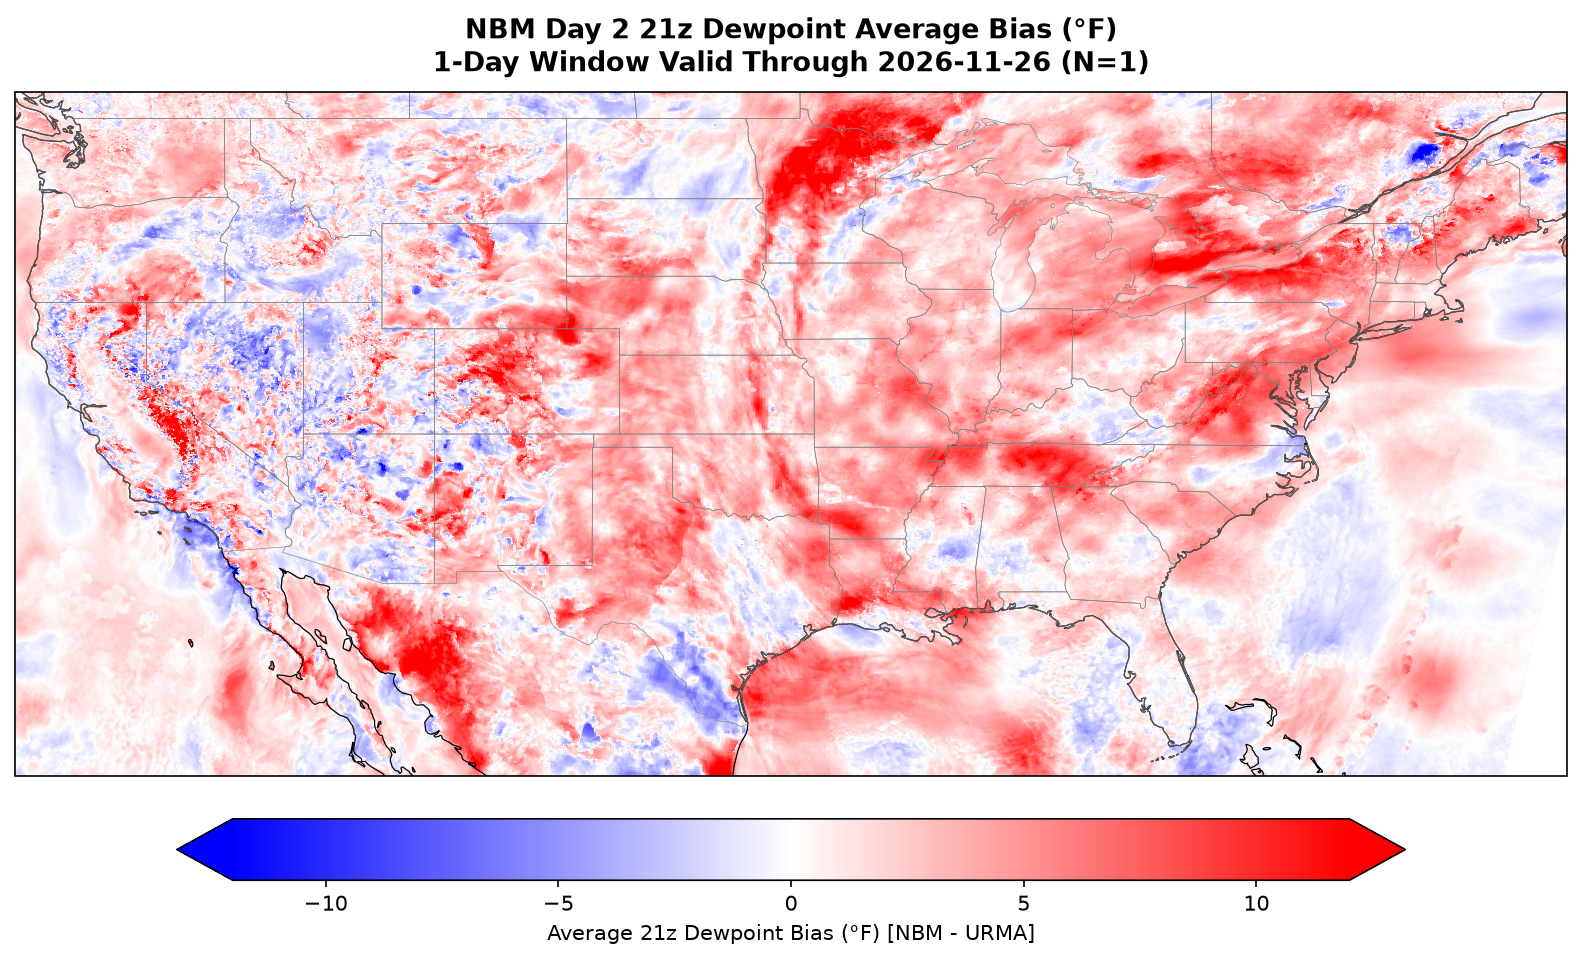 NBM Day 2 21z Dewpoint Average Bias (°F)
1-Day Window Valid Through 2026-11-26 (N=1)
−10 −5 0 5 10
Average 21z Dewpoint Bias (°F) [NBM - URMA]